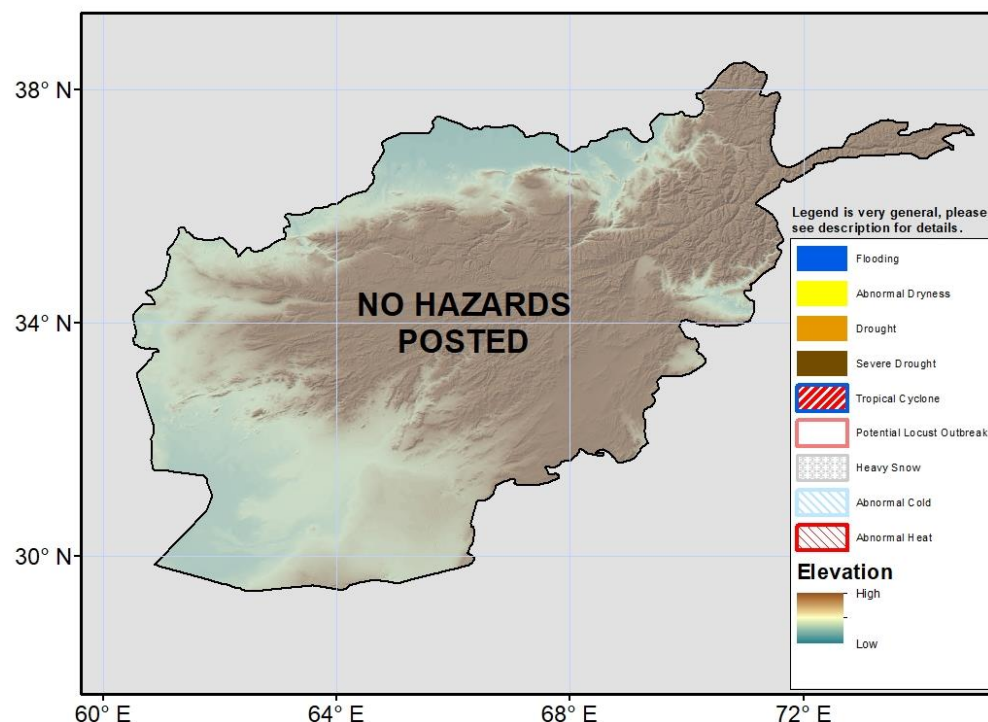 38° N
34° N
30° N
60° E
64° E
68° E
72° E
NO HAZARDS
POSTED
Legend is very general, please
see description for details.
Flooding
Abnormal Dryness
Drought
Severe Drought
Tropical Cyclone
Potential Locust Outbreak
Heavy Snow
Abnormal Cold
Abnormal Heat
Elevation
High
Low